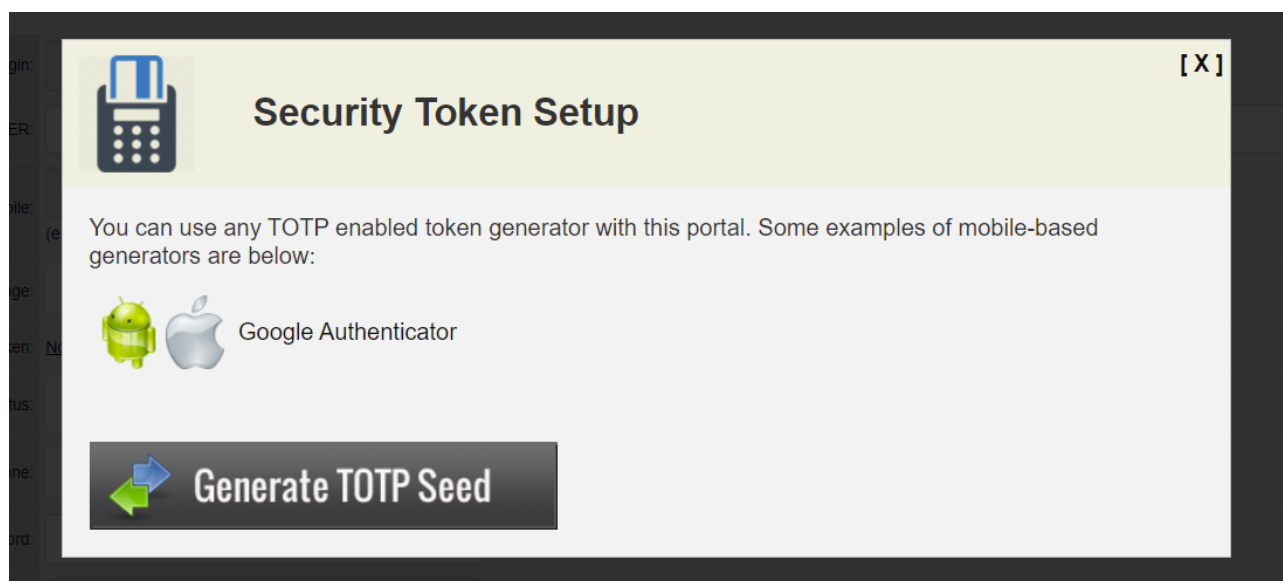 [ X ]
Security Token Setup
You can use any TOTP enabled token generator with this portal. Some examples of mobile-based
generators are below:
Google Authenticator
Generate TOTP Seed